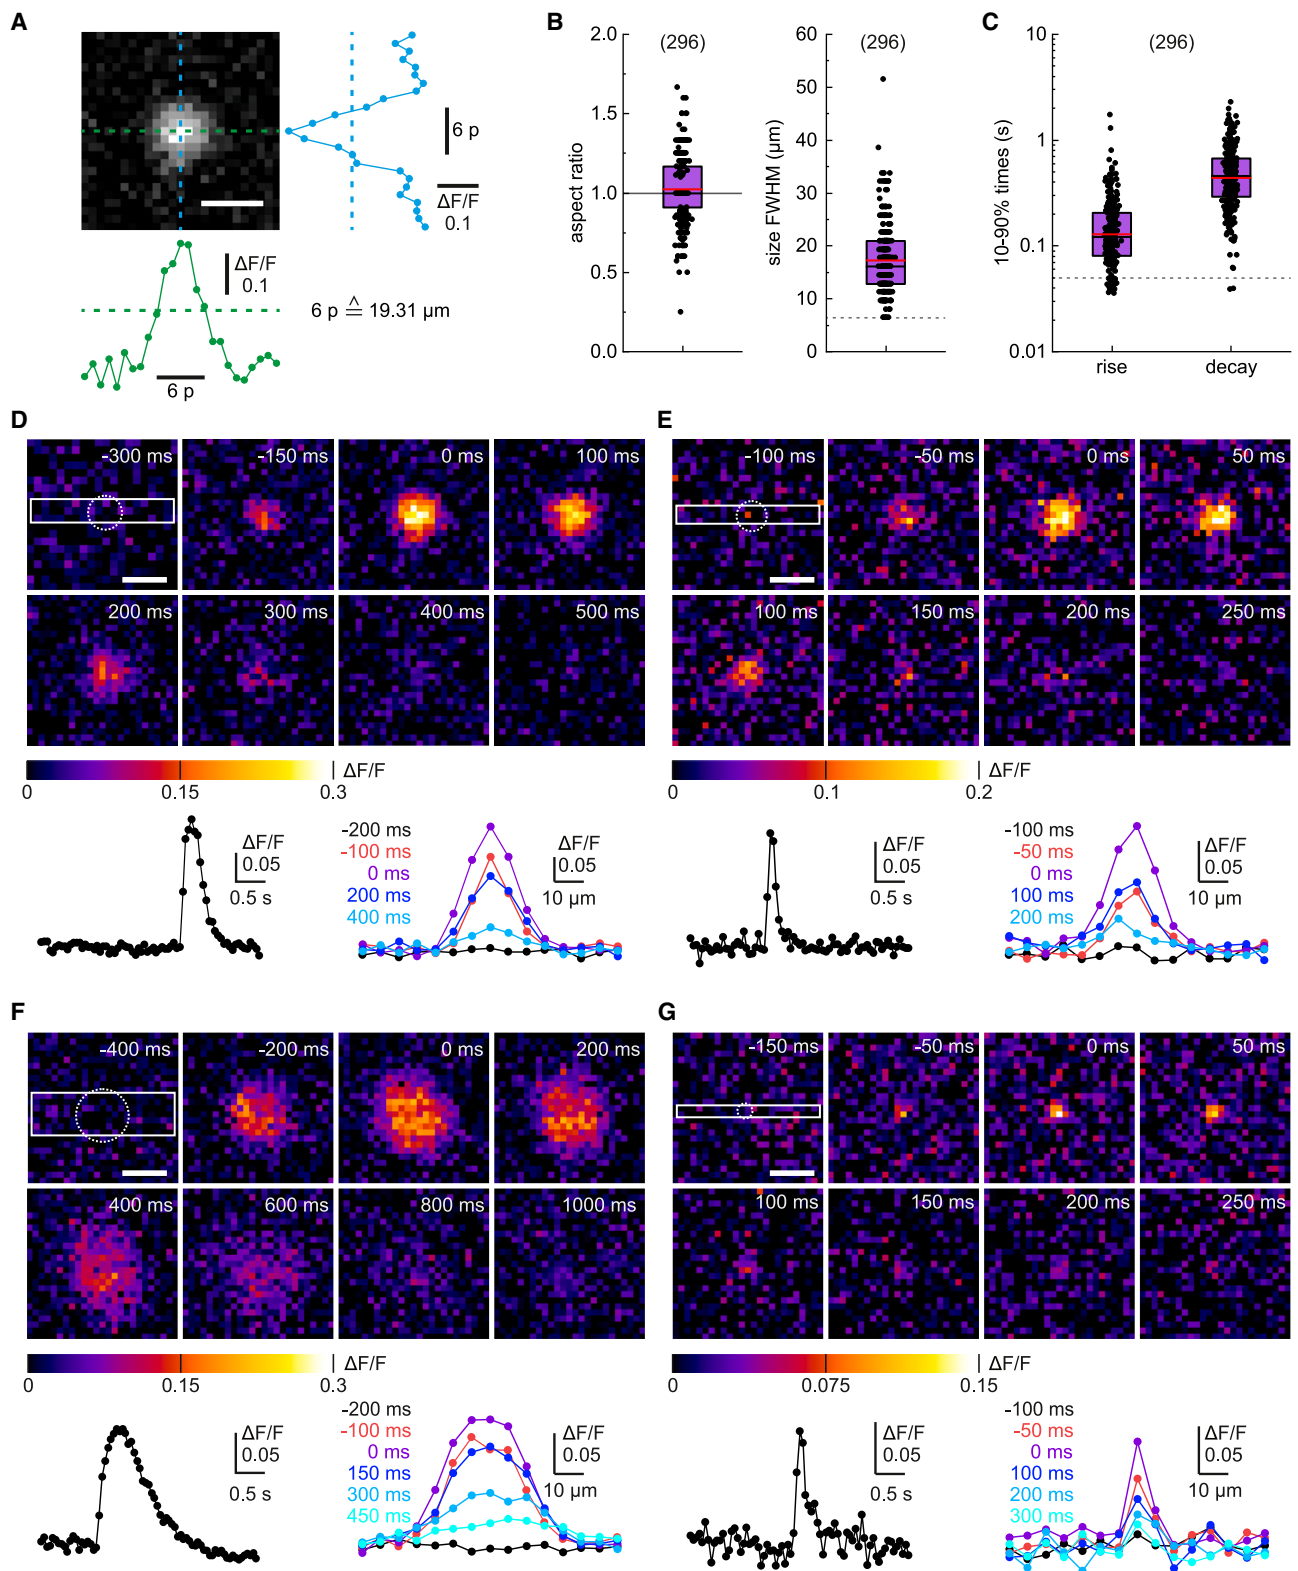 A
6 p
ΔF/F
0.1
ΔF/F
0.1
6 p ≙ 19.31 µm
6 p
B
(296)
aspect ratio
2.0
1.5
1.0
0.5
0.0
(296)
size FWHM (µm)
60
50
40
30
20
10
0
C
(296)
10-90% times (s)
10
1
0.1
0.01
rise
decay
D
-300 ms
-150 ms
0 ms
100 ms
200 ms
300 ms
400 ms
500 ms
0
0.15
0.3
ΔF/F
ΔF/F
0.05
0.5 s
-200 ms
-100 ms
0 ms
200 ms
400 ms
ΔF/F
0.05
10 µm
E
-100 ms
-50 ms
0 ms
50 ms
100 ms
150 ms
200 ms
250 ms
0
0.1
0.2
ΔF/F
ΔF/F
0.05
0.5 s
-100 ms
-50 ms
0 ms
100 ms
200 ms
ΔF/F
0.05
10 µm
F
-400 ms
-200 ms
0 ms
200 ms
400 ms
600 ms
800 ms
1000 ms
0
0.15
0.3
ΔF/F
ΔF/F
0.05
0.5 s
-200 ms
-100 ms
0 ms
150 ms
300 ms
450 ms
ΔF/F
0.05
10 µm
G
-150 ms
-50 ms
0 ms
50 ms
100 ms
150 ms
200 ms
250 ms
0
0.075
0.15
ΔF/F
ΔF/F
0.05
0.5 s
-100 ms
-50 ms
0 ms
100 ms
200 ms
300 ms
ΔF/F
0.05
10 µm